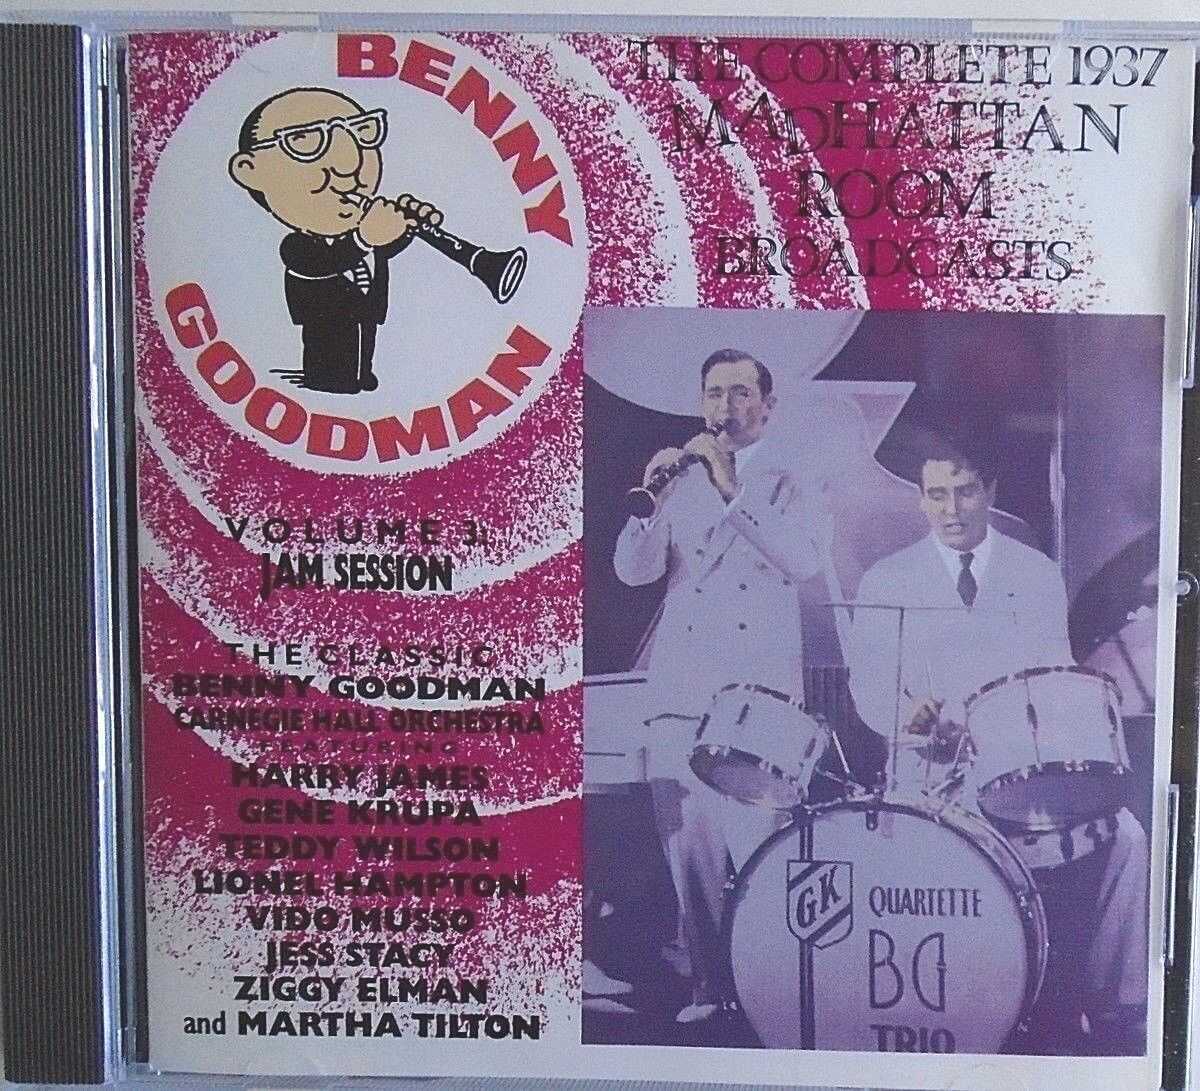 BENNY
GOODMAN
THE COMPLETE 1937
MADHATTAN
ROOM
BROADCASTS
VOLUME 3:
JAM SESSION
THE CLASSIC
BENNY GOODMAN
CARNEGIE HALL ORCHESTRA
FEATURING
HARRY JAMES
GENE KRUPA
TEDDY WILSON
LIONEL HAMPTON
VIDO MUSSO
JESS STACY
ZIGGY ELMAN
and MARTHA TILTON
GK
QUARTETTE
BG
TRIO